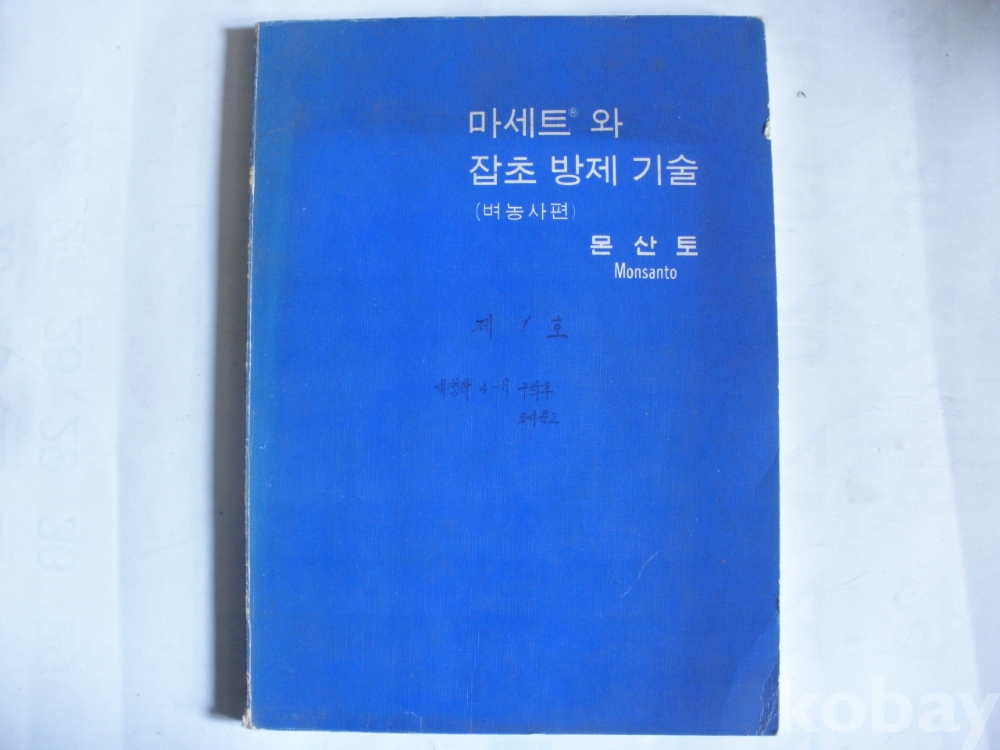 마세트® 와
잡초 방제 기술
(벼농사편)
몬 산 토
Monsanto
제 1 호
4-H
kobay